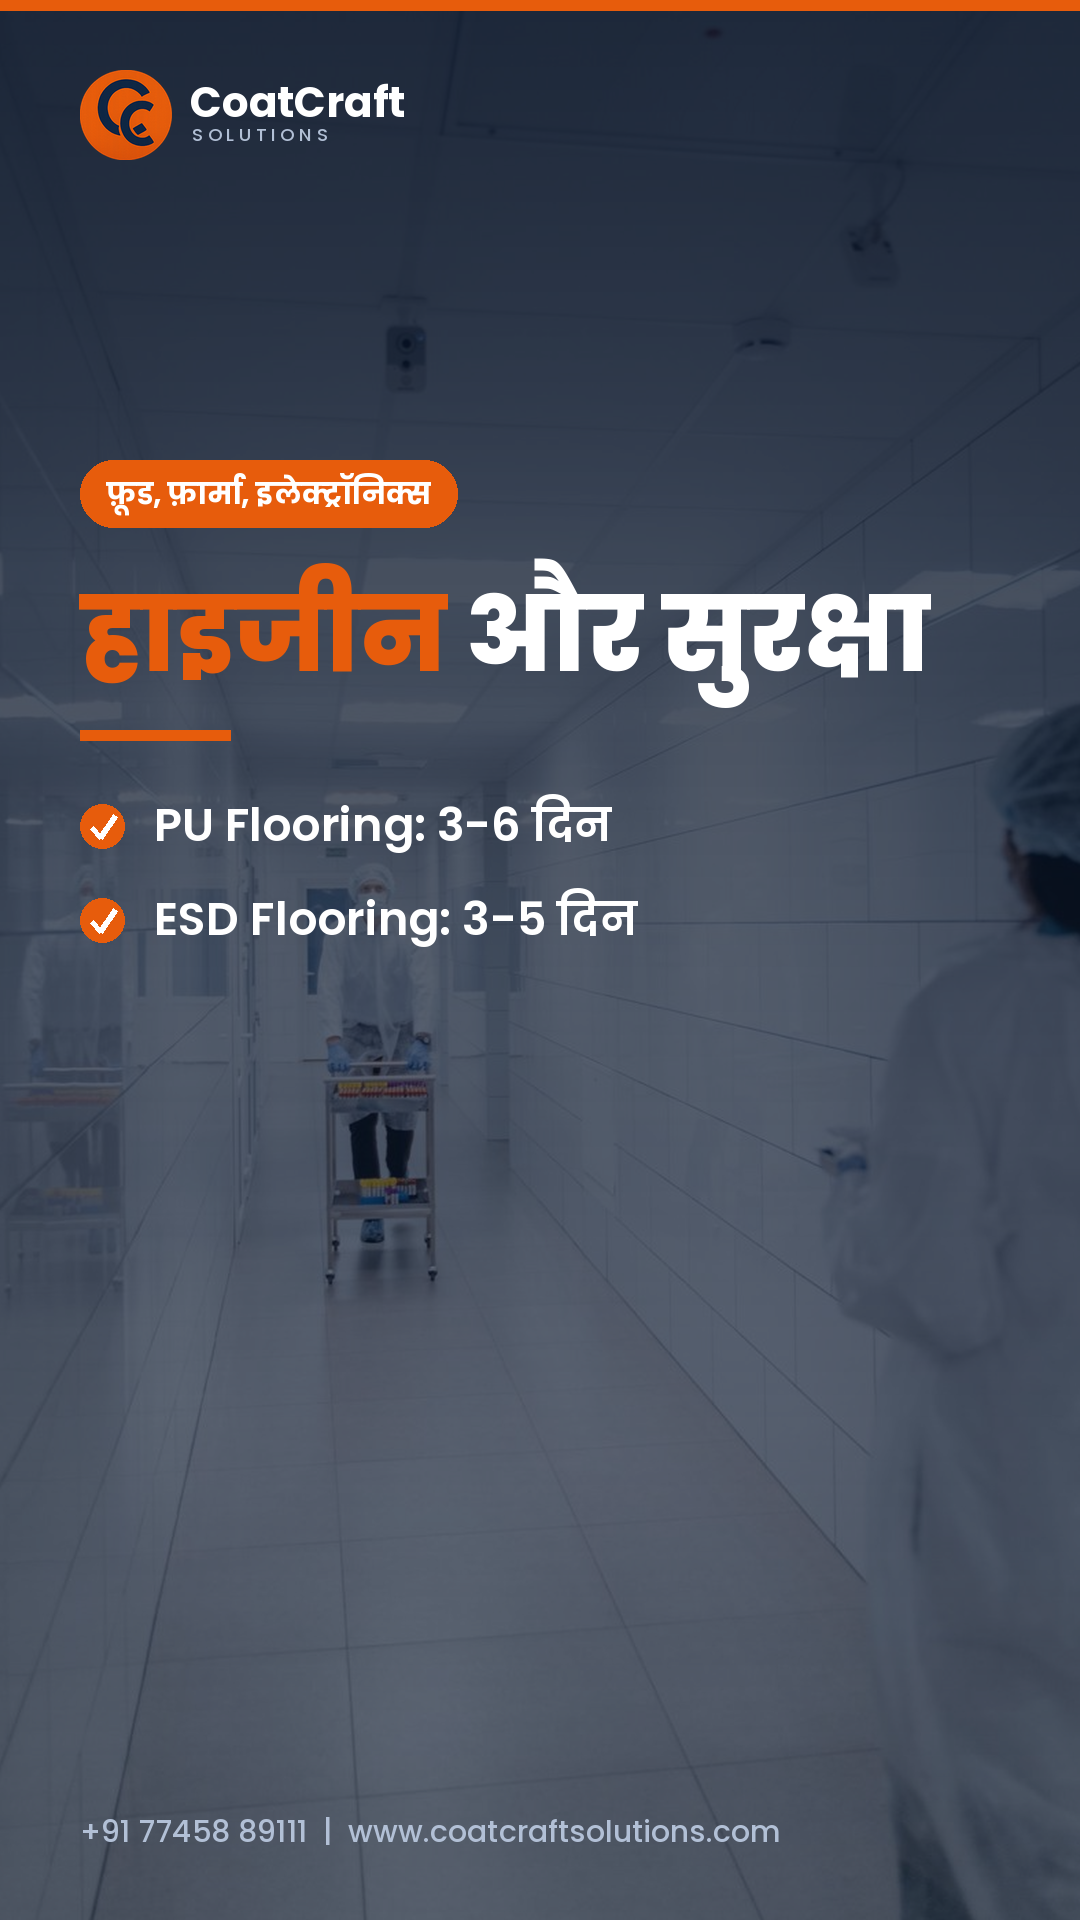 CoatCraft
SOLUTIONS
फ़ूड, फ़ार्मा, इलेक्ट्रॉनिक्स
हाइजीन और सुरक्षा
PU Flooring: 3-6 दिन
ESD Flooring: 3-5 दिन
+91 77458 89111 | www.coatcraftsolutions.com